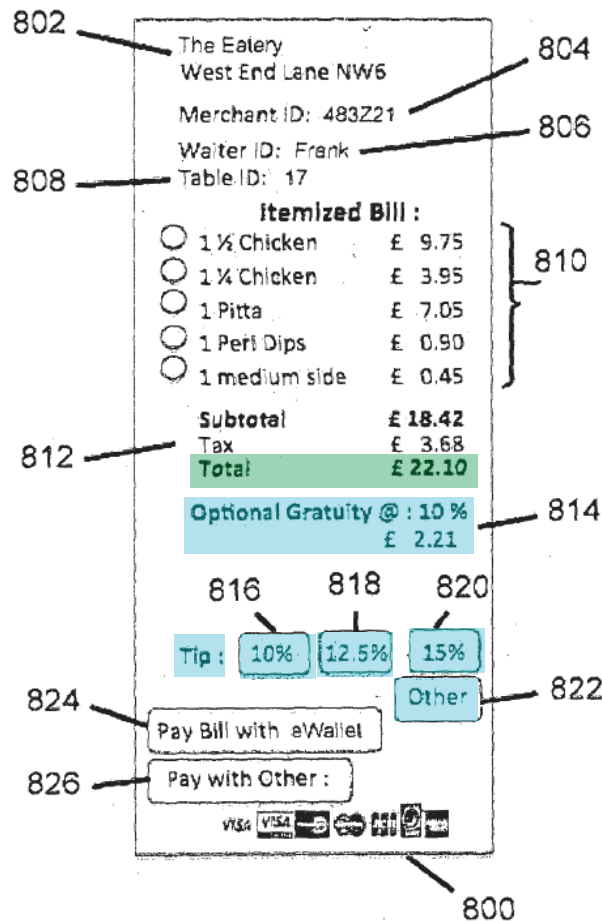 802
The Eatery
West End Lane NW6
804
Merchant ID: 483Z21
806
Waiter ID: Frank
808
Table ID: 17
Itemized Bill :
1 ½ Chicken £ 9.75
810
1 ¼ Chicken £ 3.95
1 Pitta £ 7.05
1 Peri Dips £ 0.90
1 medium side £ 0.45
Subtotal £ 18.42
812
Tax £ 3.68
Total £ 22.10
Optional Gratuity @ : 10 %
814
£ 2.21
816 818 820
Tip : 10% 12.5% 15%
Other
822
824
Pay Bill with eWallet
826
Pay with Other :
VISA VISA
800